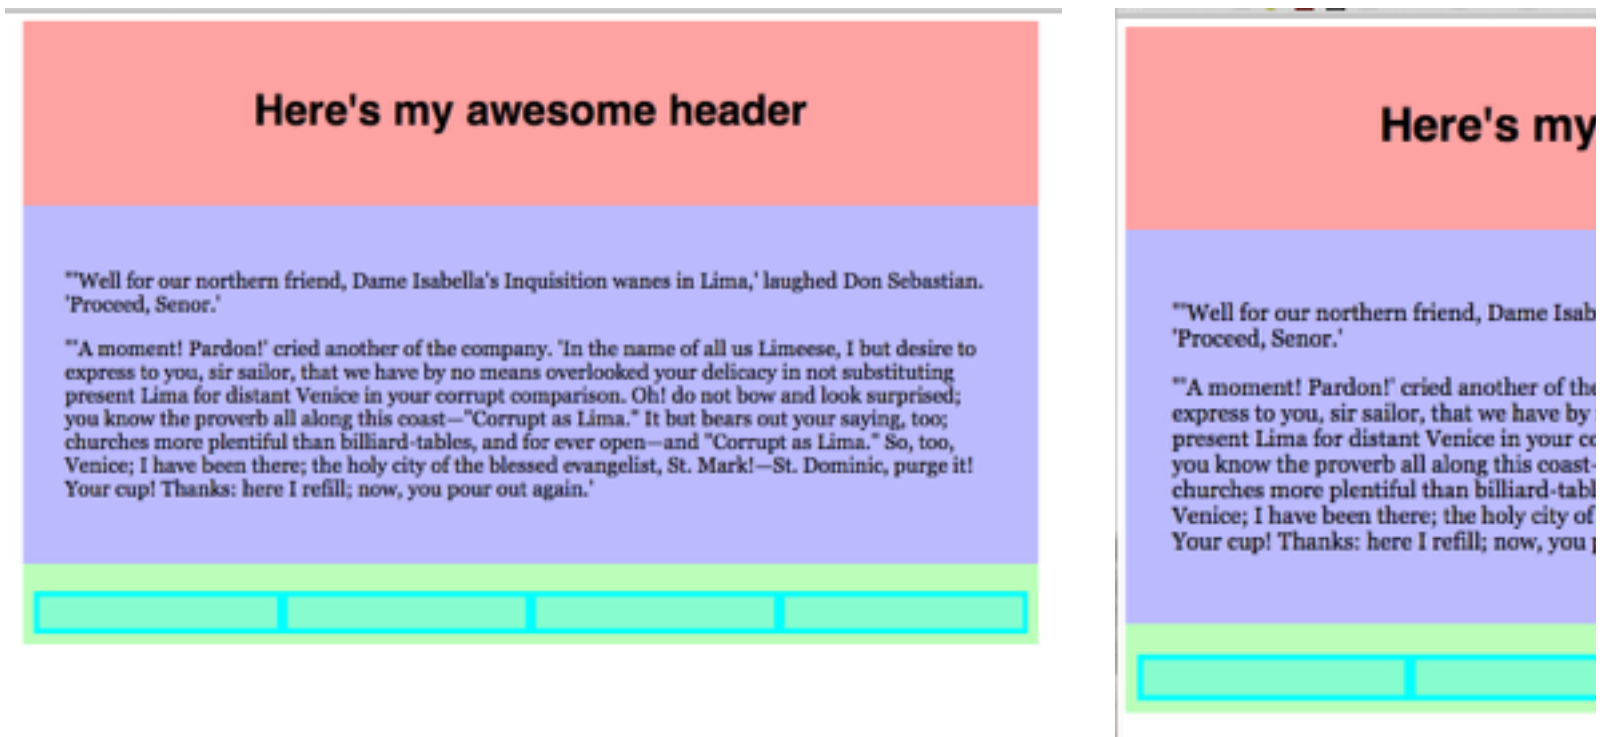 Here's my awesome header
"'Well for our northern friend, Dame Isabella's Inquisition wanes in Lima,' laughed Don Sebastian.
'Proceed, Senor.'
"'A moment! Pardon!' cried another of the company. 'In the name of all us Limeese, I but desire to
express to you, sir sailor, that we have by no means overlooked your delicacy in not substituting
present Lima for distant Venice in your corrupt comparison. Oh! do not bow and look surprised;
you know the proverb all along this coast—"Corrupt as Lima." It but bears out your saying, too;
churches more plentiful than billiard-tables, and for ever open—and "Corrupt as Lima." So, too,
Venice; I have been there; the holy city of the blessed evangelist, St. Mark!—St. Dominic, purge it!
Your cup! Thanks: here I refill; now, you pour out again.'
Here's my
"'Well for our northern friend, Dame Isab
'Proceed, Senor.'
"'A moment! Pardon!' cried another of the
express to you, sir sailor, that we have by
present Lima for distant Venice in your co
you know the proverb all along this coast-
churches more plentiful than billiard-tabl
Venice; I have been there; the holy city of
Your cup! Thanks: here I refill; now, you